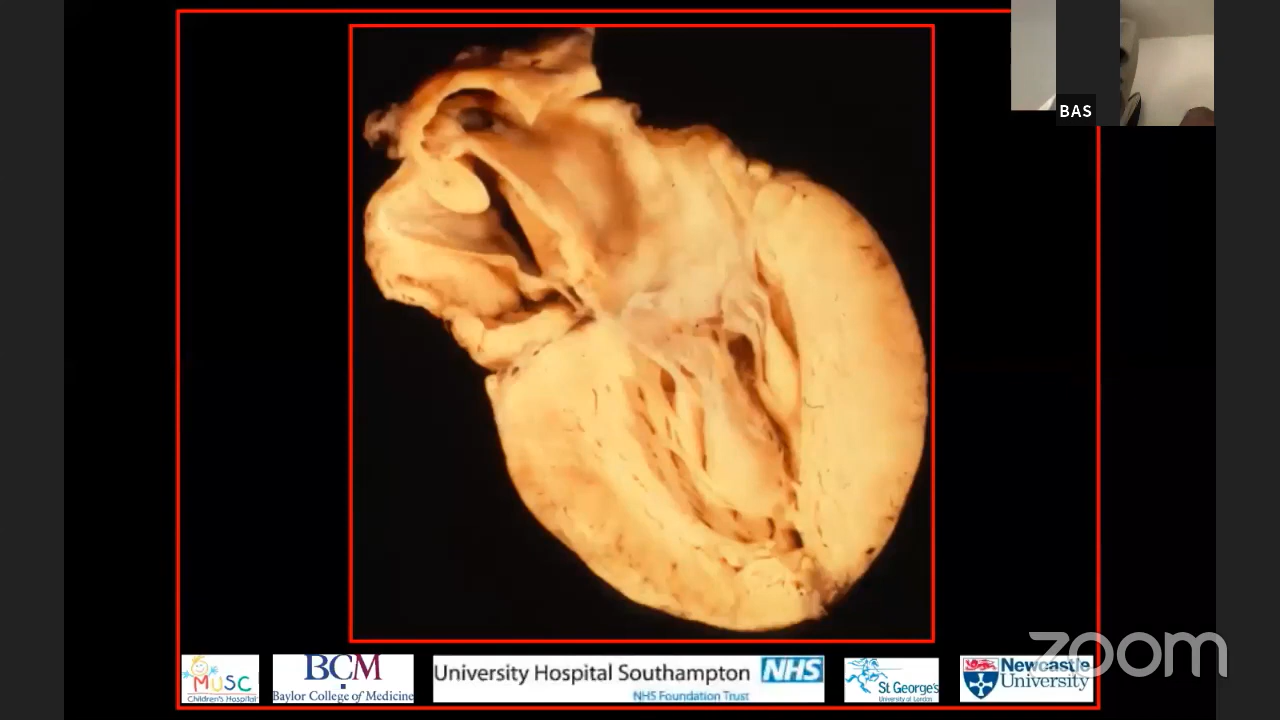 BAS
MUSC
Children's Hospital
BCM
Baylor College of Medicine
University Hospital Southampton NHS
NHS Foundation Trust
St George's
University of London
Newcastle
University
zoom